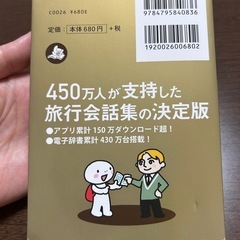 9784795840836
C0026 ¥680E
定価：本体680円＋税
1920026006802
450万人が支持した
旅行会話集の決定版
●アプリ累計150万ダウンロード超！
●電子辞書累計430万台搭載！